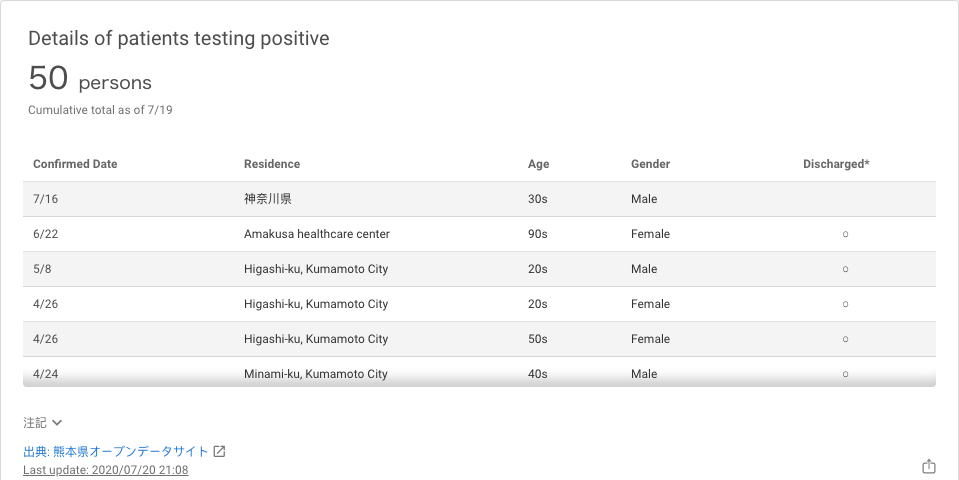 Details of patients testing positive
50 persons
Cumulative total as of 7/19
Confirmed Date Residence Age Gender Discharged*
7/16 神奈川県 30s Male
6/22 Amakusa healthcare center 90s Female ○
5/8 Higashi-ku, Kumamoto City 20s Male ○
4/26 Higashi-ku, Kumamoto City 20s Female ○
4/26 Higashi-ku, Kumamoto City 50s Female ○
4/24 Minami-ku, Kumamoto City 40s Male ○
注記
出典: 熊本県オープンデータサイト
Last update: 2020/07/20 21:08